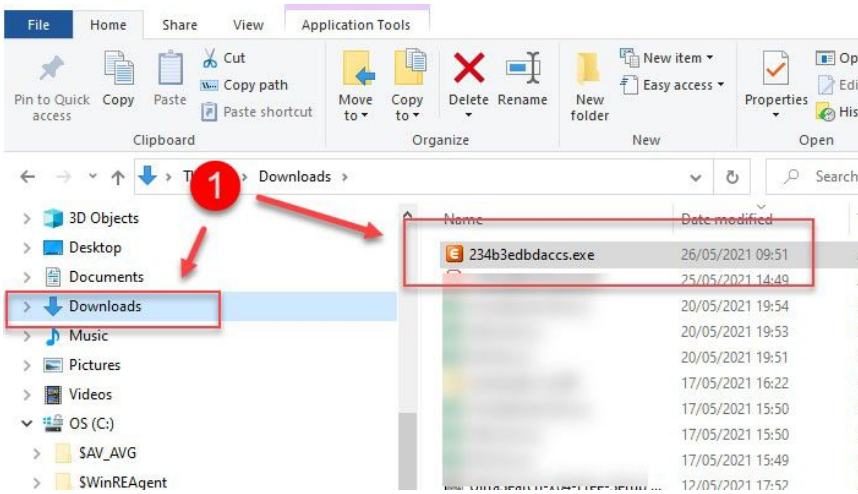 File Home Share View Application Tools
Pin to Quick access
Copy
Paste
Cut
Copy path
Paste shortcut
Clipboard
Move to
Copy to
Delete
Rename
Organize
New folder
New item
Easy access
New
Properties
Op
Edi
His
Open
1
Downloads
Search
3D Objects
Desktop
Documents
Downloads
Music
Pictures
Videos
OS (C:)
$AV_AVG
$WinREAgent
Name Date modified
234b3edbdaccs.exe 26/05/2021 09:51
25/05/2021 14:49
20/05/2021 19:54
20/05/2021 19:53
20/05/2021 19:51
17/05/2021 16:22
17/05/2021 15:50
17/05/2021 15:50
17/05/2021 15:49
12/05/2021 17:52